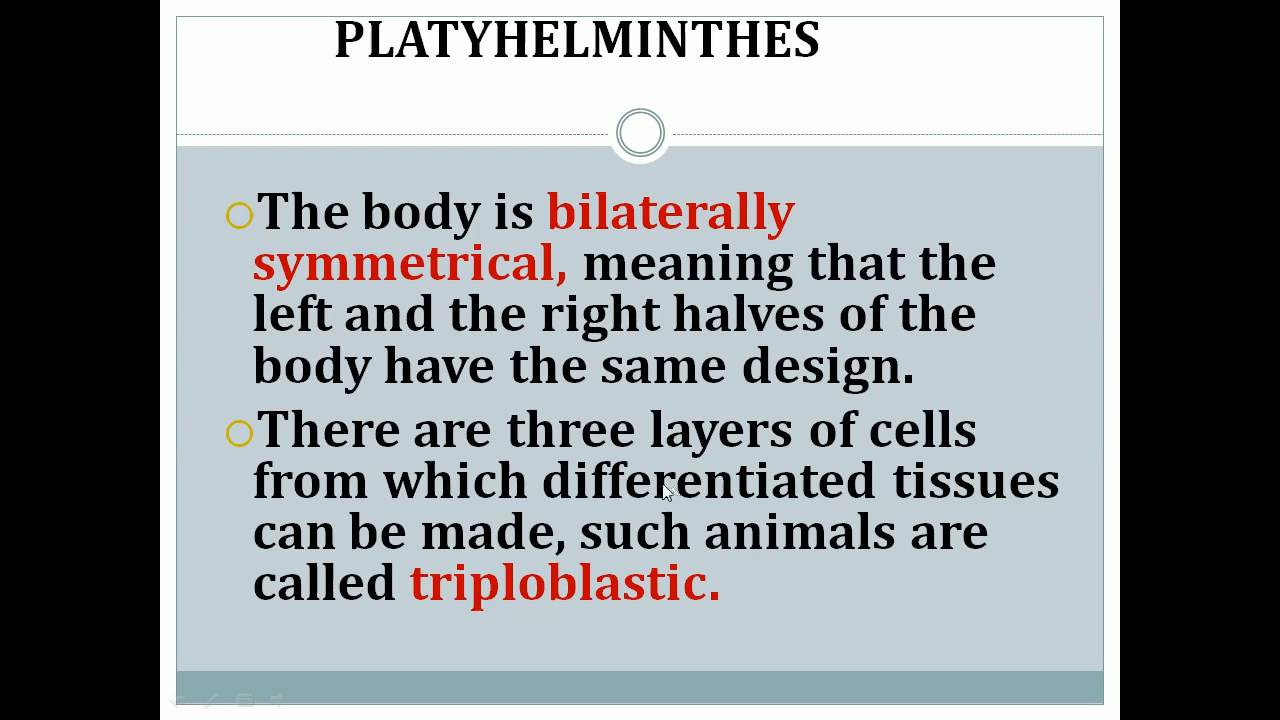 PLATYHELMINTHES
The body is bilaterally
symmetrical, meaning that the
left and the right halves of the
body have the same design.
There are three layers of cells
from which differentiated tissues
can be made, such animals are
called triploblastic.